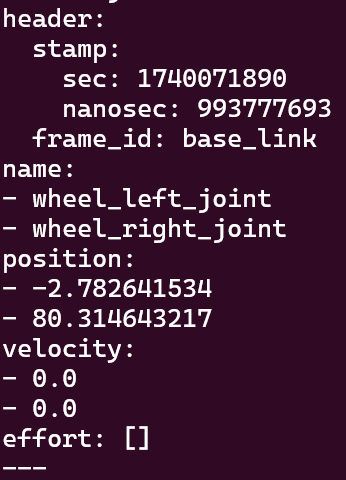 header:
  stamp:
    sec: 1740071890
    nanosec: 993777693
  frame_id: base_link
name:
- wheel_left_joint
- wheel_right_joint
position:
- -2.782641534
- 80.314643217
velocity:
- 0.0
- 0.0
effort: []
---